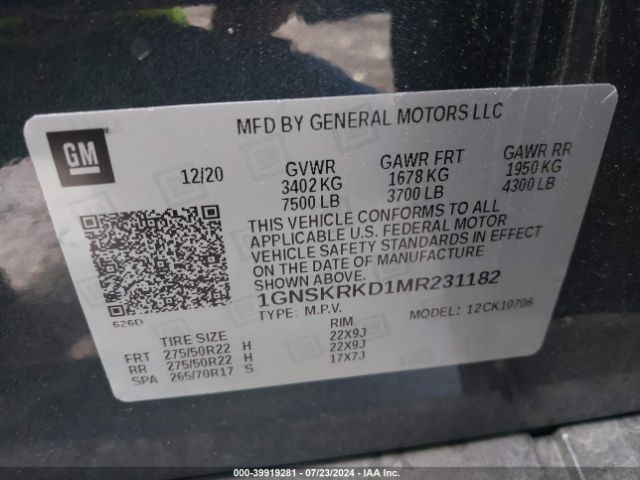 MFD BY GENERAL MOTORS LLC
GM
12/20 GVWR GAWR FRT GAWR RR
3402 KG 1678 KG 1950 KG
7500 LB 3700 LB 4300 LB
THIS VEHICLE CONFORMS TO ALL
APPLICABLE U.S. FEDERAL MOTOR
VEHICLE SAFETY STANDARDS IN EFFECT
ON THE DATE OF MANUFACTURE
SHOWN ABOVE.
1GNSKRKD1MR231182
626D TYPE: M.P.V. MODEL: 12CK10706
TIRE SIZE RIM
FRT 275/50R22 H 22X9J
RR 275/50R22 H 22X9J
SPA 265/70R17 S 17X7J
000-39919281 - 07/23/2024 - IAA Inc.